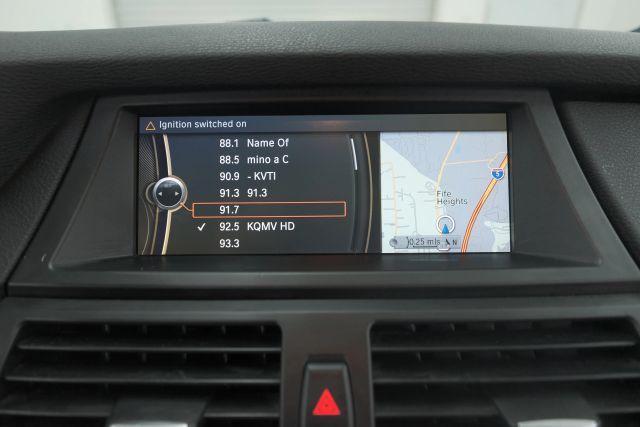 Ignition switched on
88.1 Name Of
88.5 mino a C
90.9 - KVTI
91.3 91.3
91.7
92.5 KQMV HD
93.3
5
Fife
Heights
0.25 mls N